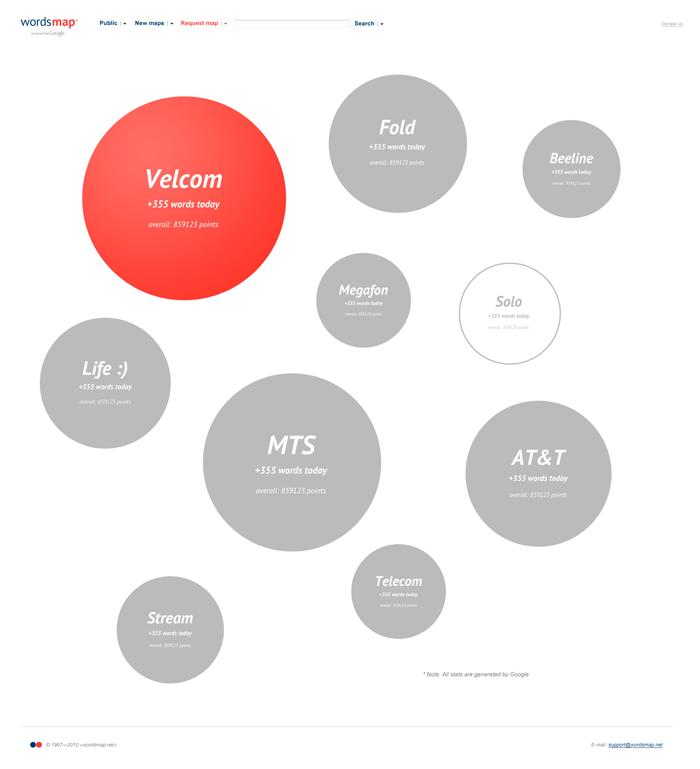 wordsmap
powered by Google
Public
New maps
Request map
Search
Donate us
Velcom
+355 words today
overall: 859123 points
Fold
+355 words today
overall: 859123 points
Beeline
+355 words today
overall: 859123 points
Megafon
+355 words today
overall: 859123 points
Solo
+355 words today
overall: 859123 points
Life :)
+355 words today
overall: 859123 points
MTS
+355 words today
overall: 859123 points
AT&T
+355 words today
overall: 859123 points
Telecom
+355 words today
overall: 859123 points
Stream
+355 words today
overall: 859123 points
* Note. All stats are generated by Google
© 1997—2010 «wordsmap.net»
E-mail: support@wordsmap.net